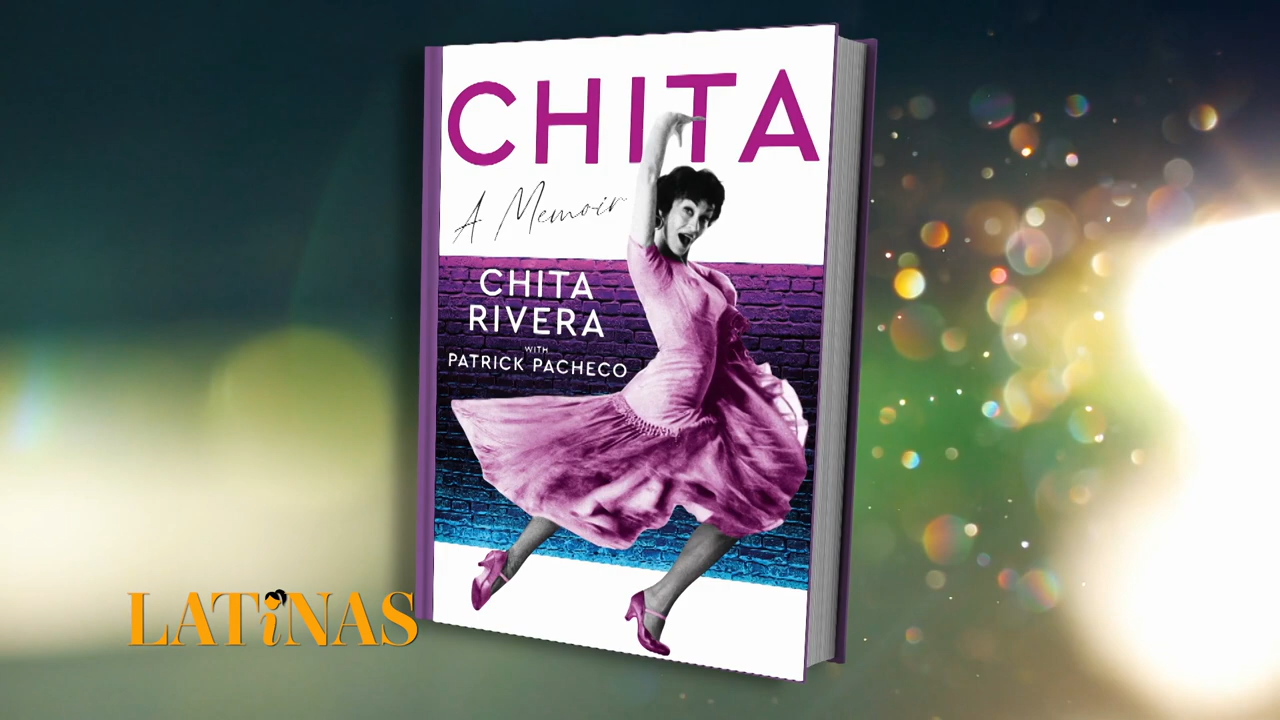 CHITA
A Memoir
CHITA
RIVERA
WITH
PATRICK PACHECO
LATiNAS